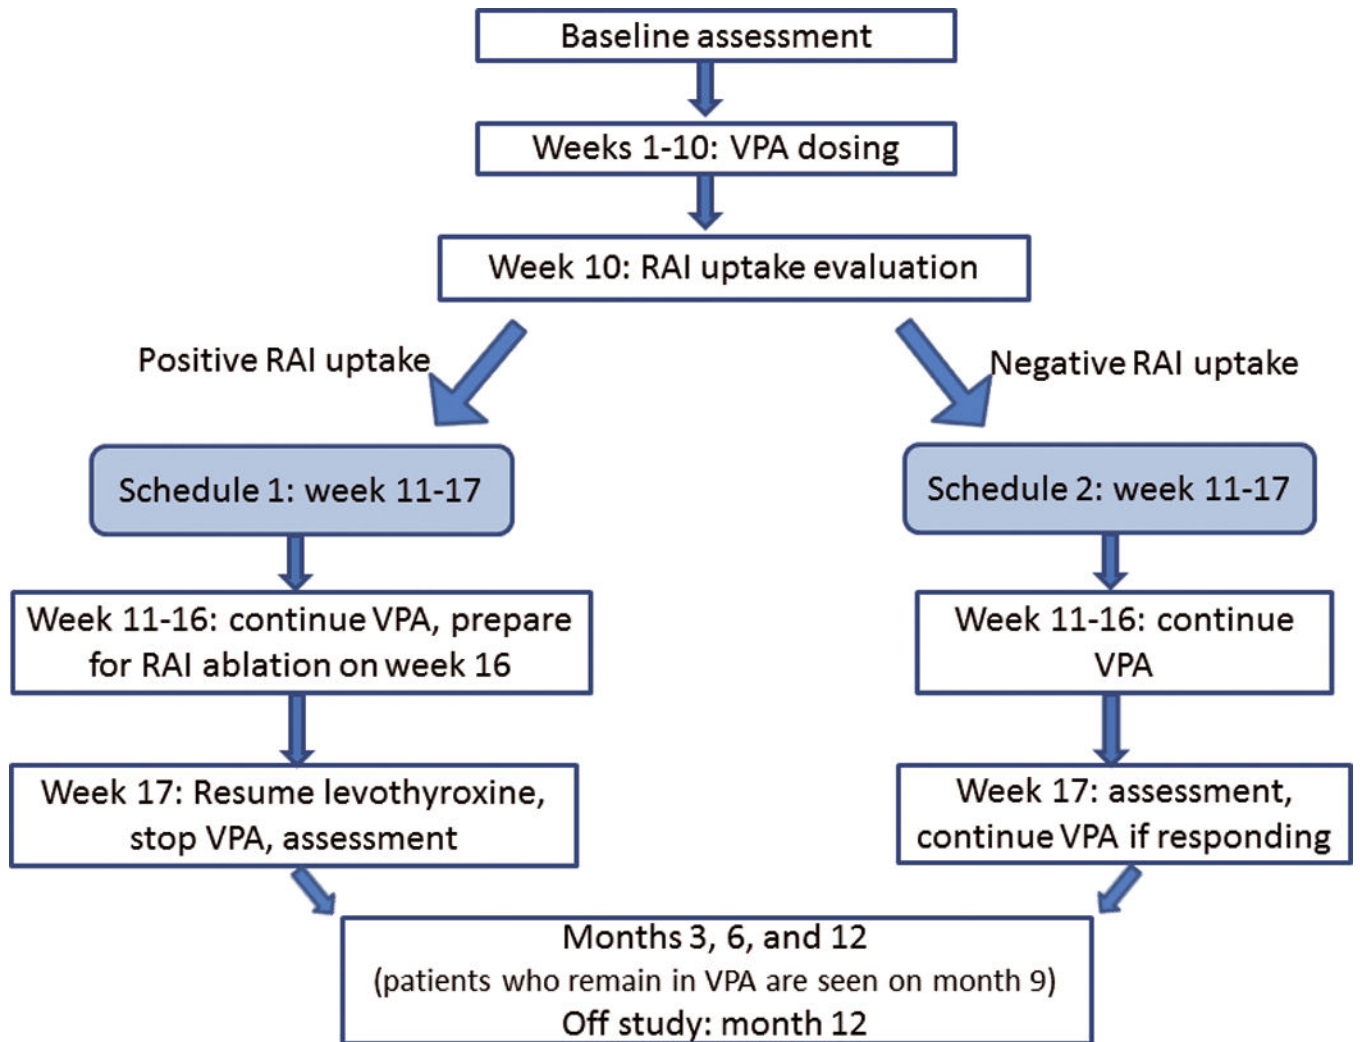 Baseline assessment
Weeks 1-10: VPA dosing
Week 10: RAI uptake evaluation
Positive RAI uptake
Negative RAI uptake
Schedule 1: week 11-17
Schedule 2: week 11-17
Week 11-16: continue VPA, prepare
for RAI ablation on week 16
Week 11-16: continue
VPA
Week 17: Resume levothyroxine,
stop VPA, assessment
Week 17: assessment,
continue VPA if responding
Months 3, 6, and 12
(patients who remain in VPA are seen on month 9)
Off study: month 12